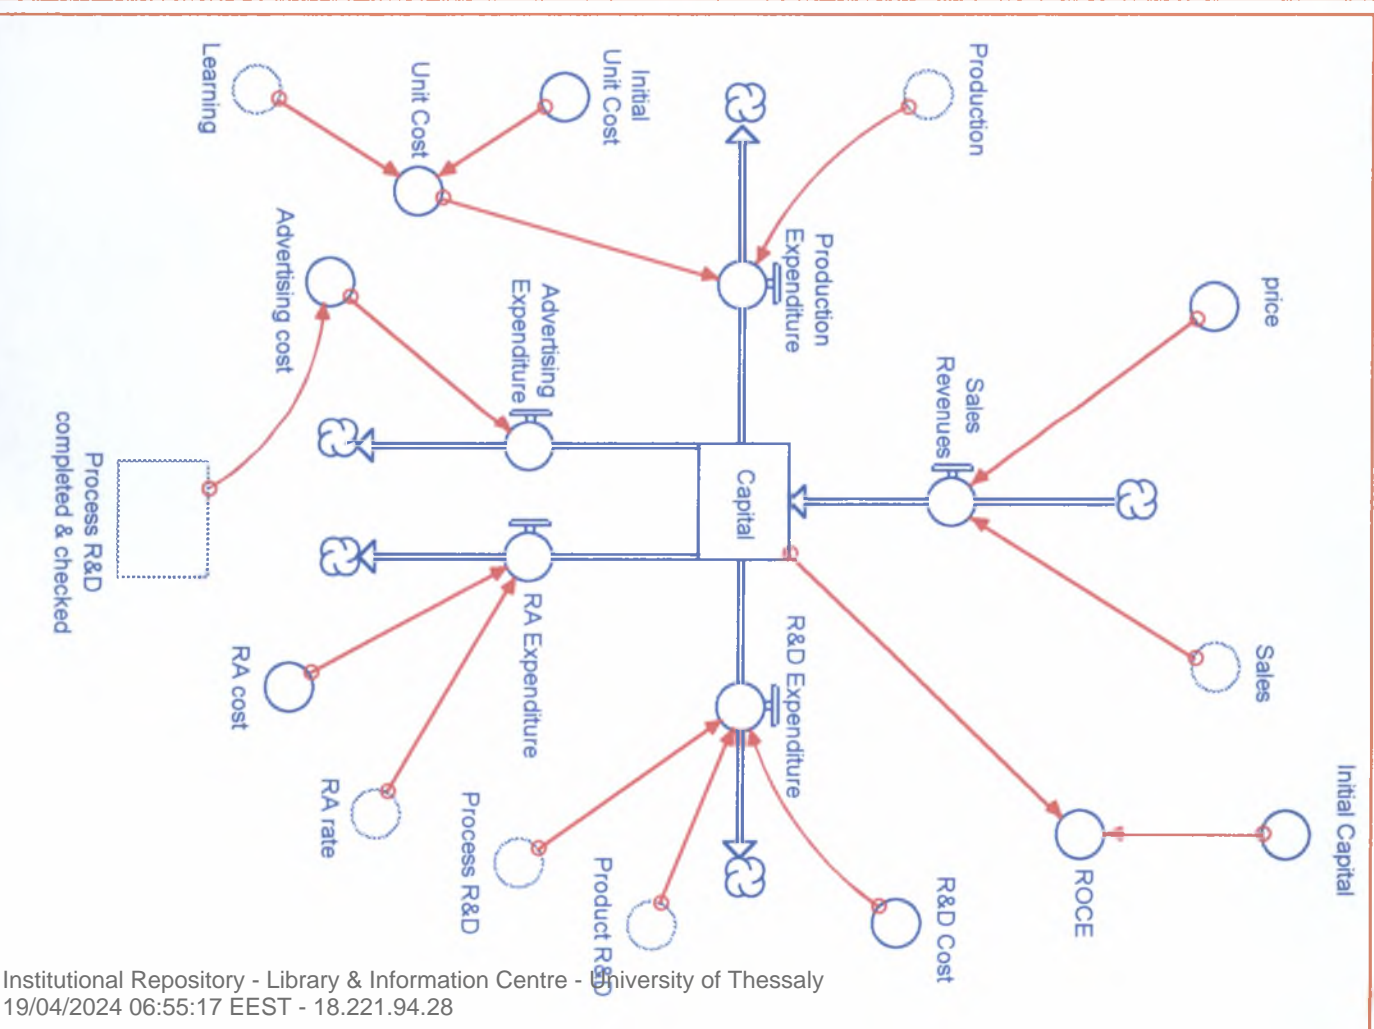 Initial Capital
price
Sales
Sales
Revenues
Production
R&D Cost
ROCE
Production
Expenditure
R&D Expenditure
Capital
Initial
Unit Cost
Unit Cost
Learning
Advertising
Expenditure
RA Expenditure
Product R&D
Process R&D
Advertising cost
RA rate
RA cost
Process R&D
completed & checked
Institutional Repository - Library & Information Centre - University of Thessaly
19/04/2024 06:55:17 EEST - 18.221.94.28